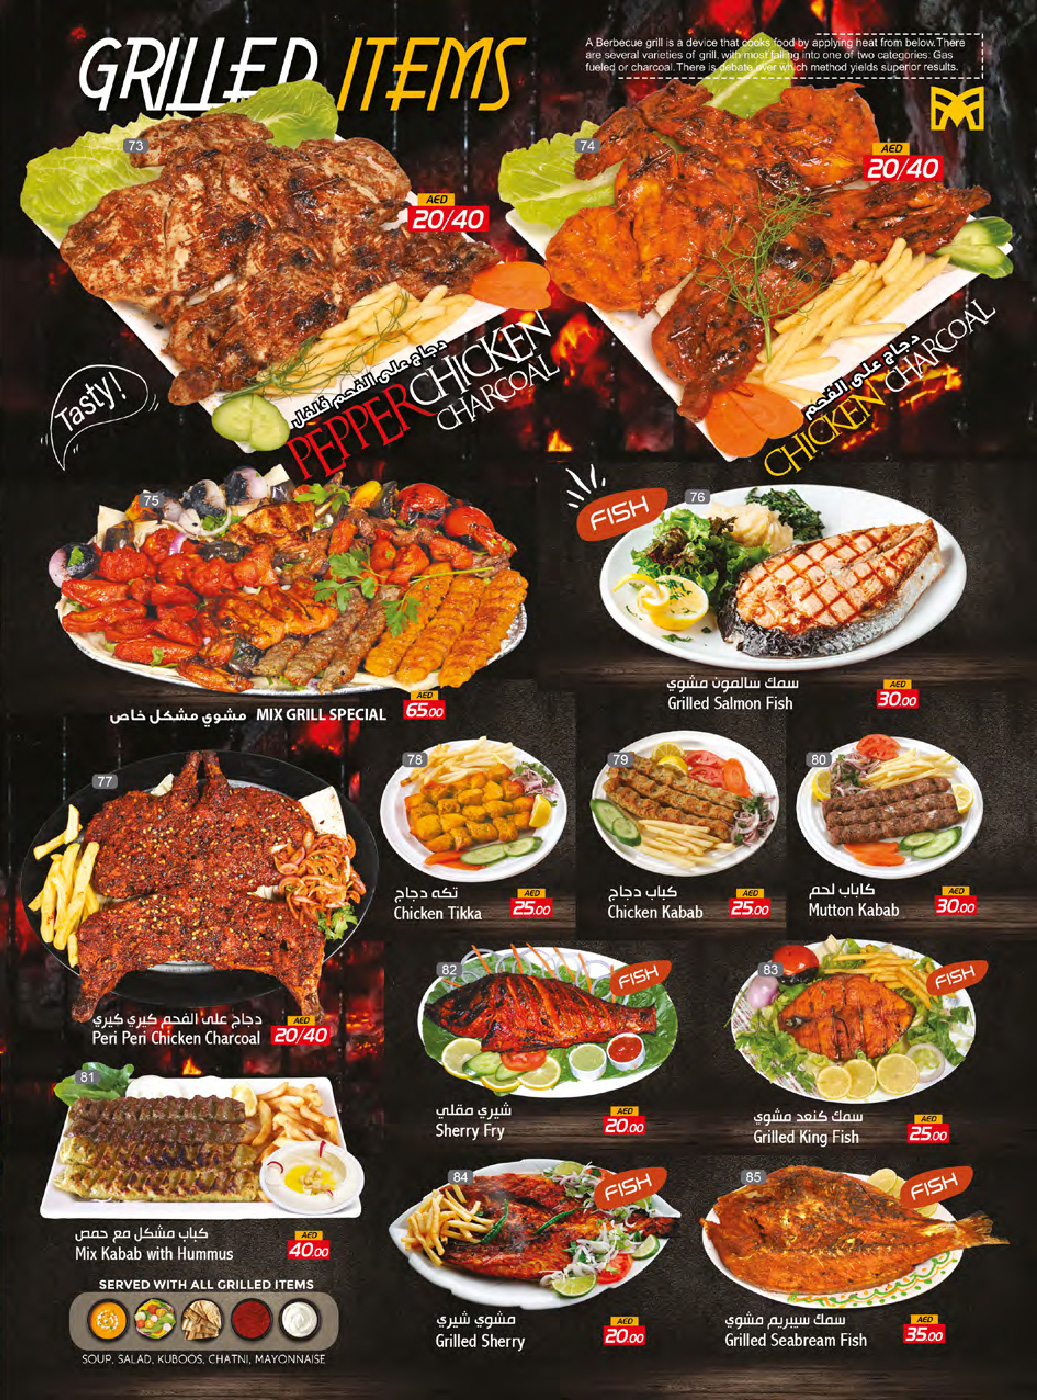 GRILLED ITEMS
A Berbecue grill is a device that cooks food by applying heat from below. There
are several varieties of grill, with most falling into one of two categories: Gas
fueled or charcoal. There is debate over which method yields superior results.
73
AED
20/40
دجاج على الفحم فالفل
PEPPER CHICKEN
CHARCOAL
Tasty!
74
AED
20/40
دجاج على الفحم
CHICKEN CHARCOAL
75
مشوي مشكل خاص MIX GRILL SPECIAL
AED
65.00
FISH
76
سمك سالمون مشوي
Grilled Salmon Fish
AED
30.00
77
دجاج على الفحم كيري كيري
Peri Peri Chicken Charcoal
AED
20/40
78
تكه دجاج
Chicken Tikka
AED
25.00
79
كباب دجاج
Chicken Kabab
AED
25.00
80
كاباب لحم
Mutton Kabab
AED
30.00
81
كباب مشكل مع حمص
Mix Kabab with Hummus
AED
40.00
82
FISH
شيري مقلي
Sherry Fry
AED
20.00
83
FISH
سمك كنعد مشوي
Grilled King Fish
AED
25.00
84
FISH
مشوي شيري
Grilled Sherry
AED
20.00
85
FISH
سمك سيبريم مشوي
Grilled Seabream Fish
AED
35.00
SERVED WITH ALL GRILLED ITEMS
SOUP, SALAD, KUBOOS, CHATNI, MAYONNAISE